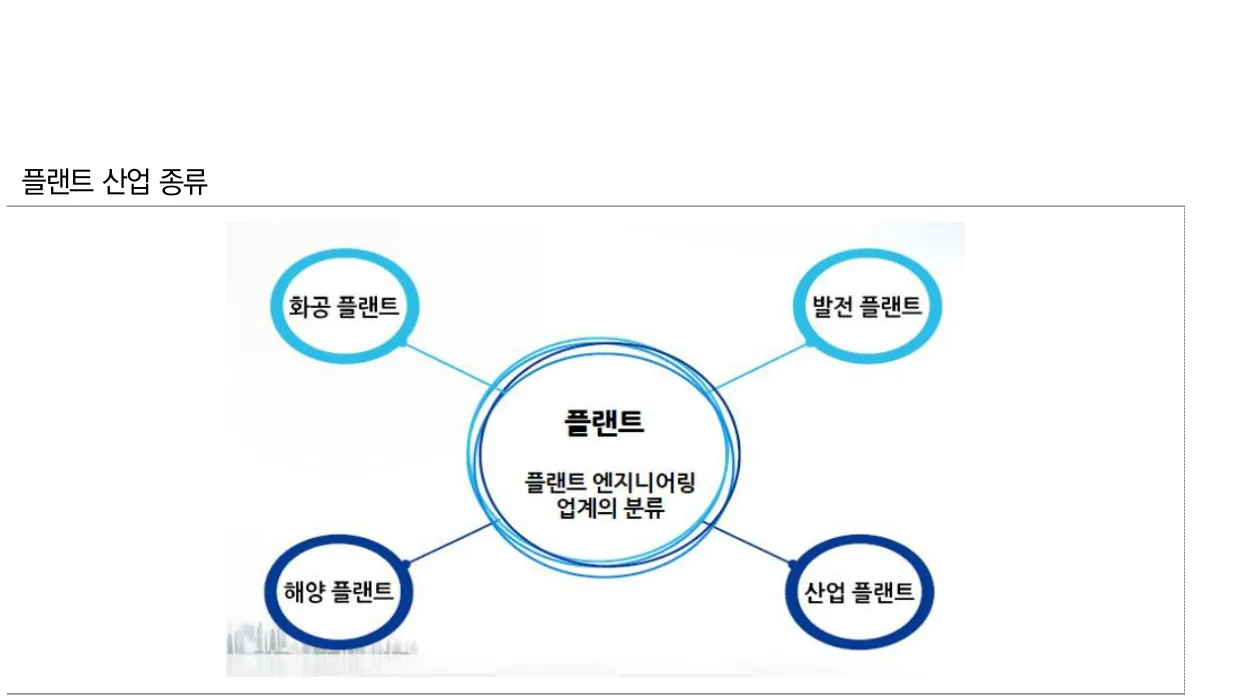 플랜트 산업 종류
화공 플랜트
발전 플랜트
플랜트
플랜트 엔지니어링
업계의 분류
해양 플랜트
산업 플랜트